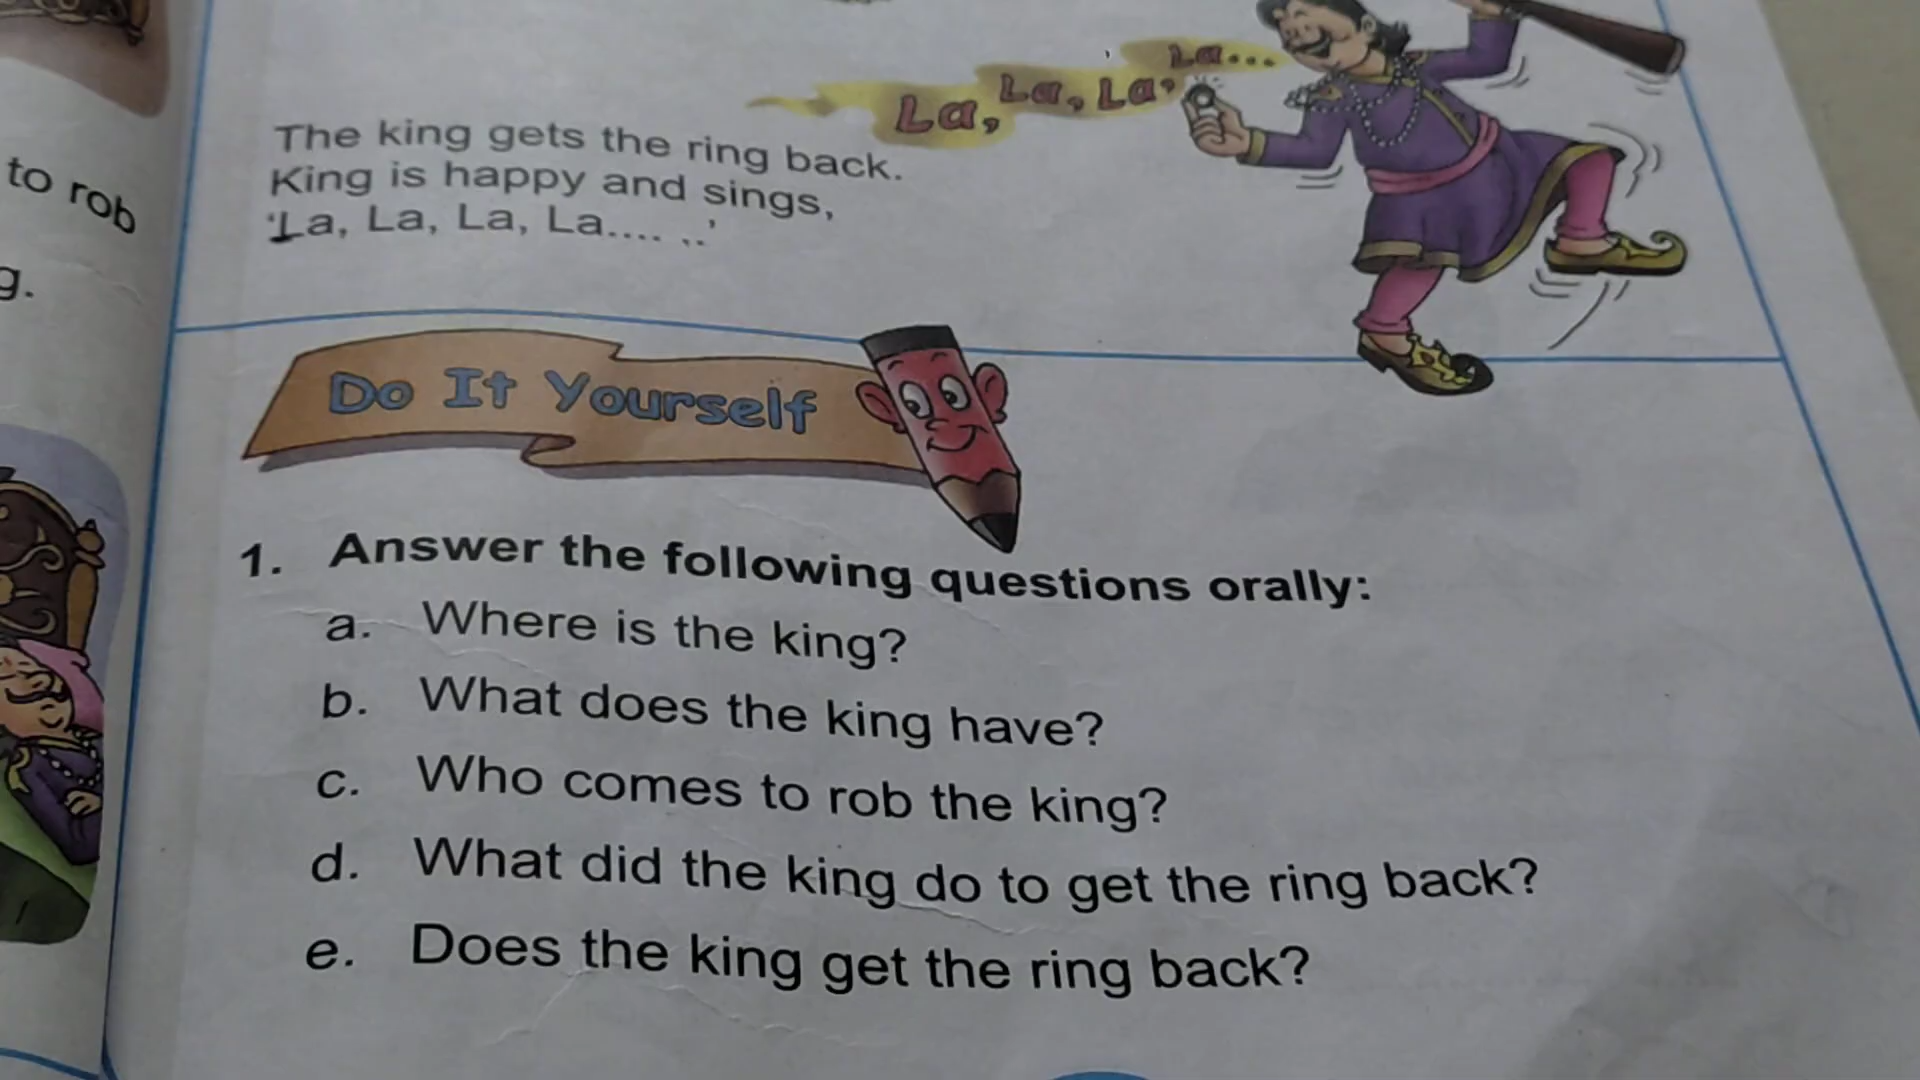 to rob
g.
La, La, La, La...
The king gets the ring back.
King is happy and sings,
‘La, La, La, La.... ..’
Do It Yourself
1. Answer the following questions orally:
a. Where is the king?
b. What does the king have?
c. Who comes to rob the king?
d. What did the king do to get the ring back?
e. Does the king get the ring back?